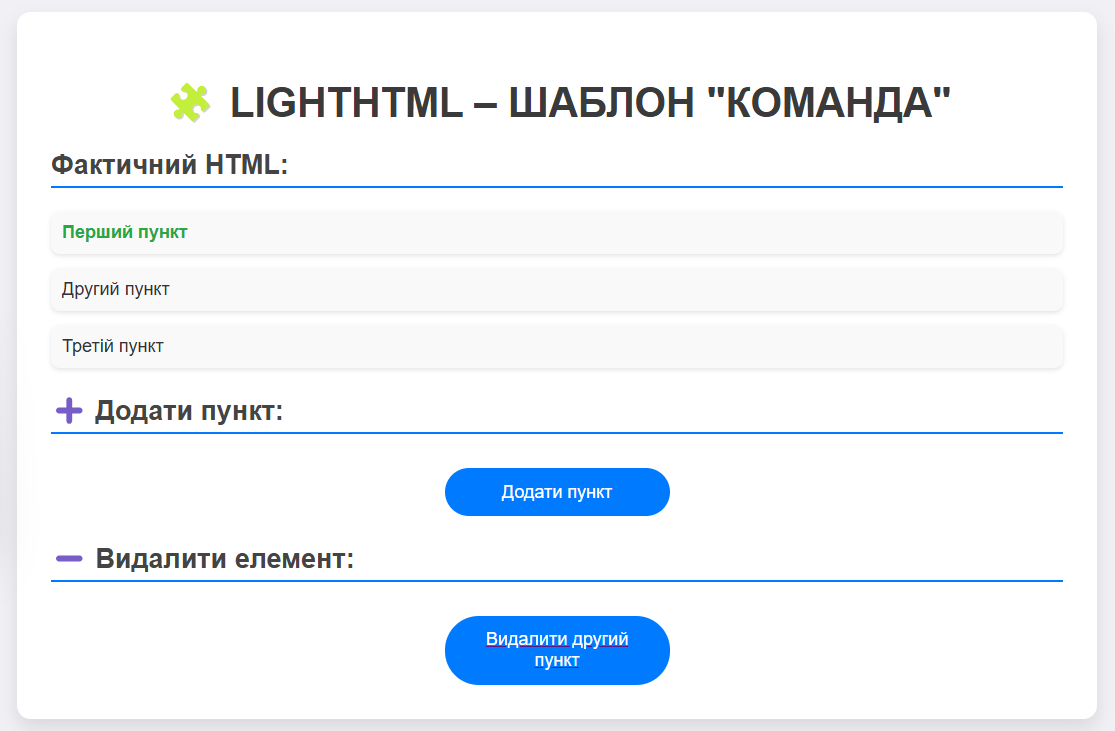 LIGHTHTML – ШАБЛОН "КОМАНДА"
Фактичний HTML:
Перший пункт
Другий пункт
Третій пункт
Додати пункт:
Додати пункт
Видалити елемент:
Видалити другий
пункт